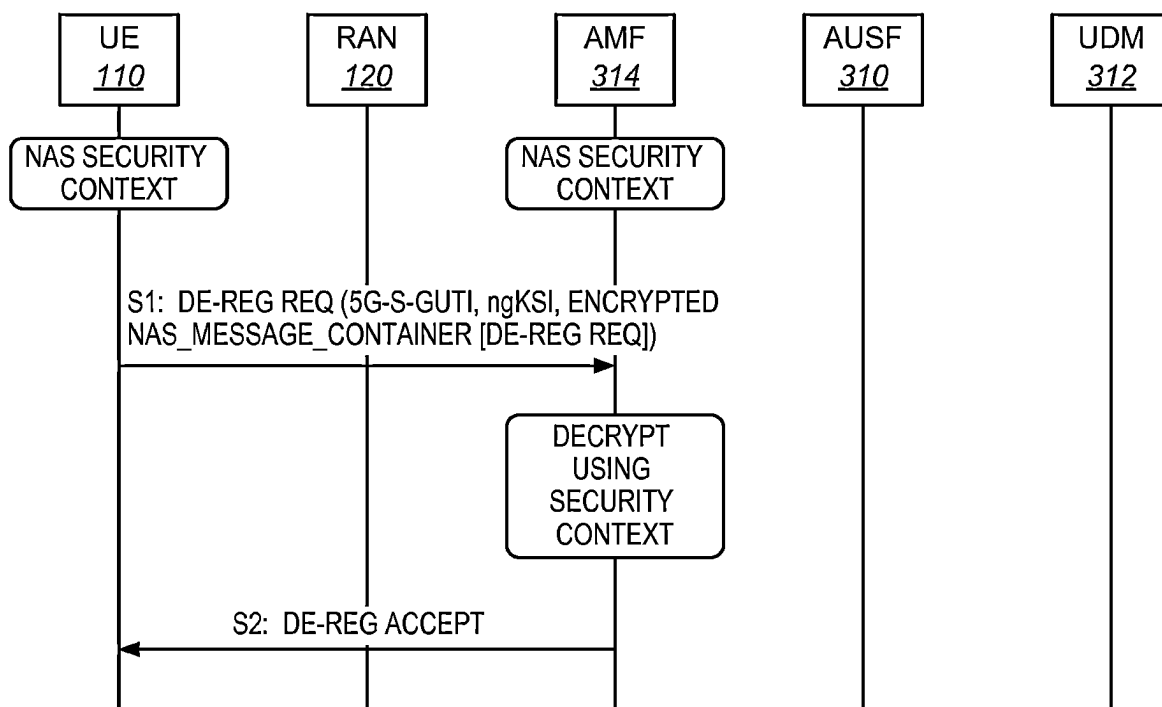 UE
110
RAN
120
AMF
314
AUSF
310
UDM
312
NAS SECURITY
CONTEXT
NAS SECURITY
CONTEXT
S1: DE-REG REQ (5G-S-GUTI, ngKSI, ENCRYPTED
NAS_MESSAGE_CONTAINER [DE-REG REQ])
DECRYPT
USING
SECURITY
CONTEXT
S2: DE-REG ACCEPT